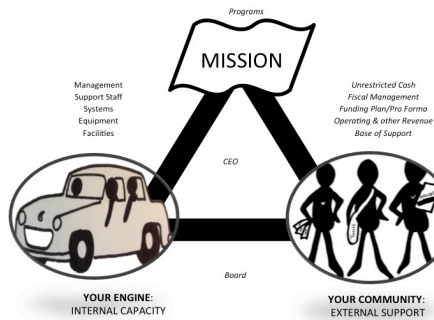 Programs
MISSION
Management
Support Staff
Systems
Equipment
Facilities
Unrestricted Cash
Fiscal Management
Funding Plan/Pro Forma
Operating & other Revenue
Base of Support
CEO
Board
YOUR ENGINE:
INTERNAL CAPACITY
YOUR COMMUNITY:
EXTERNAL SUPPORT